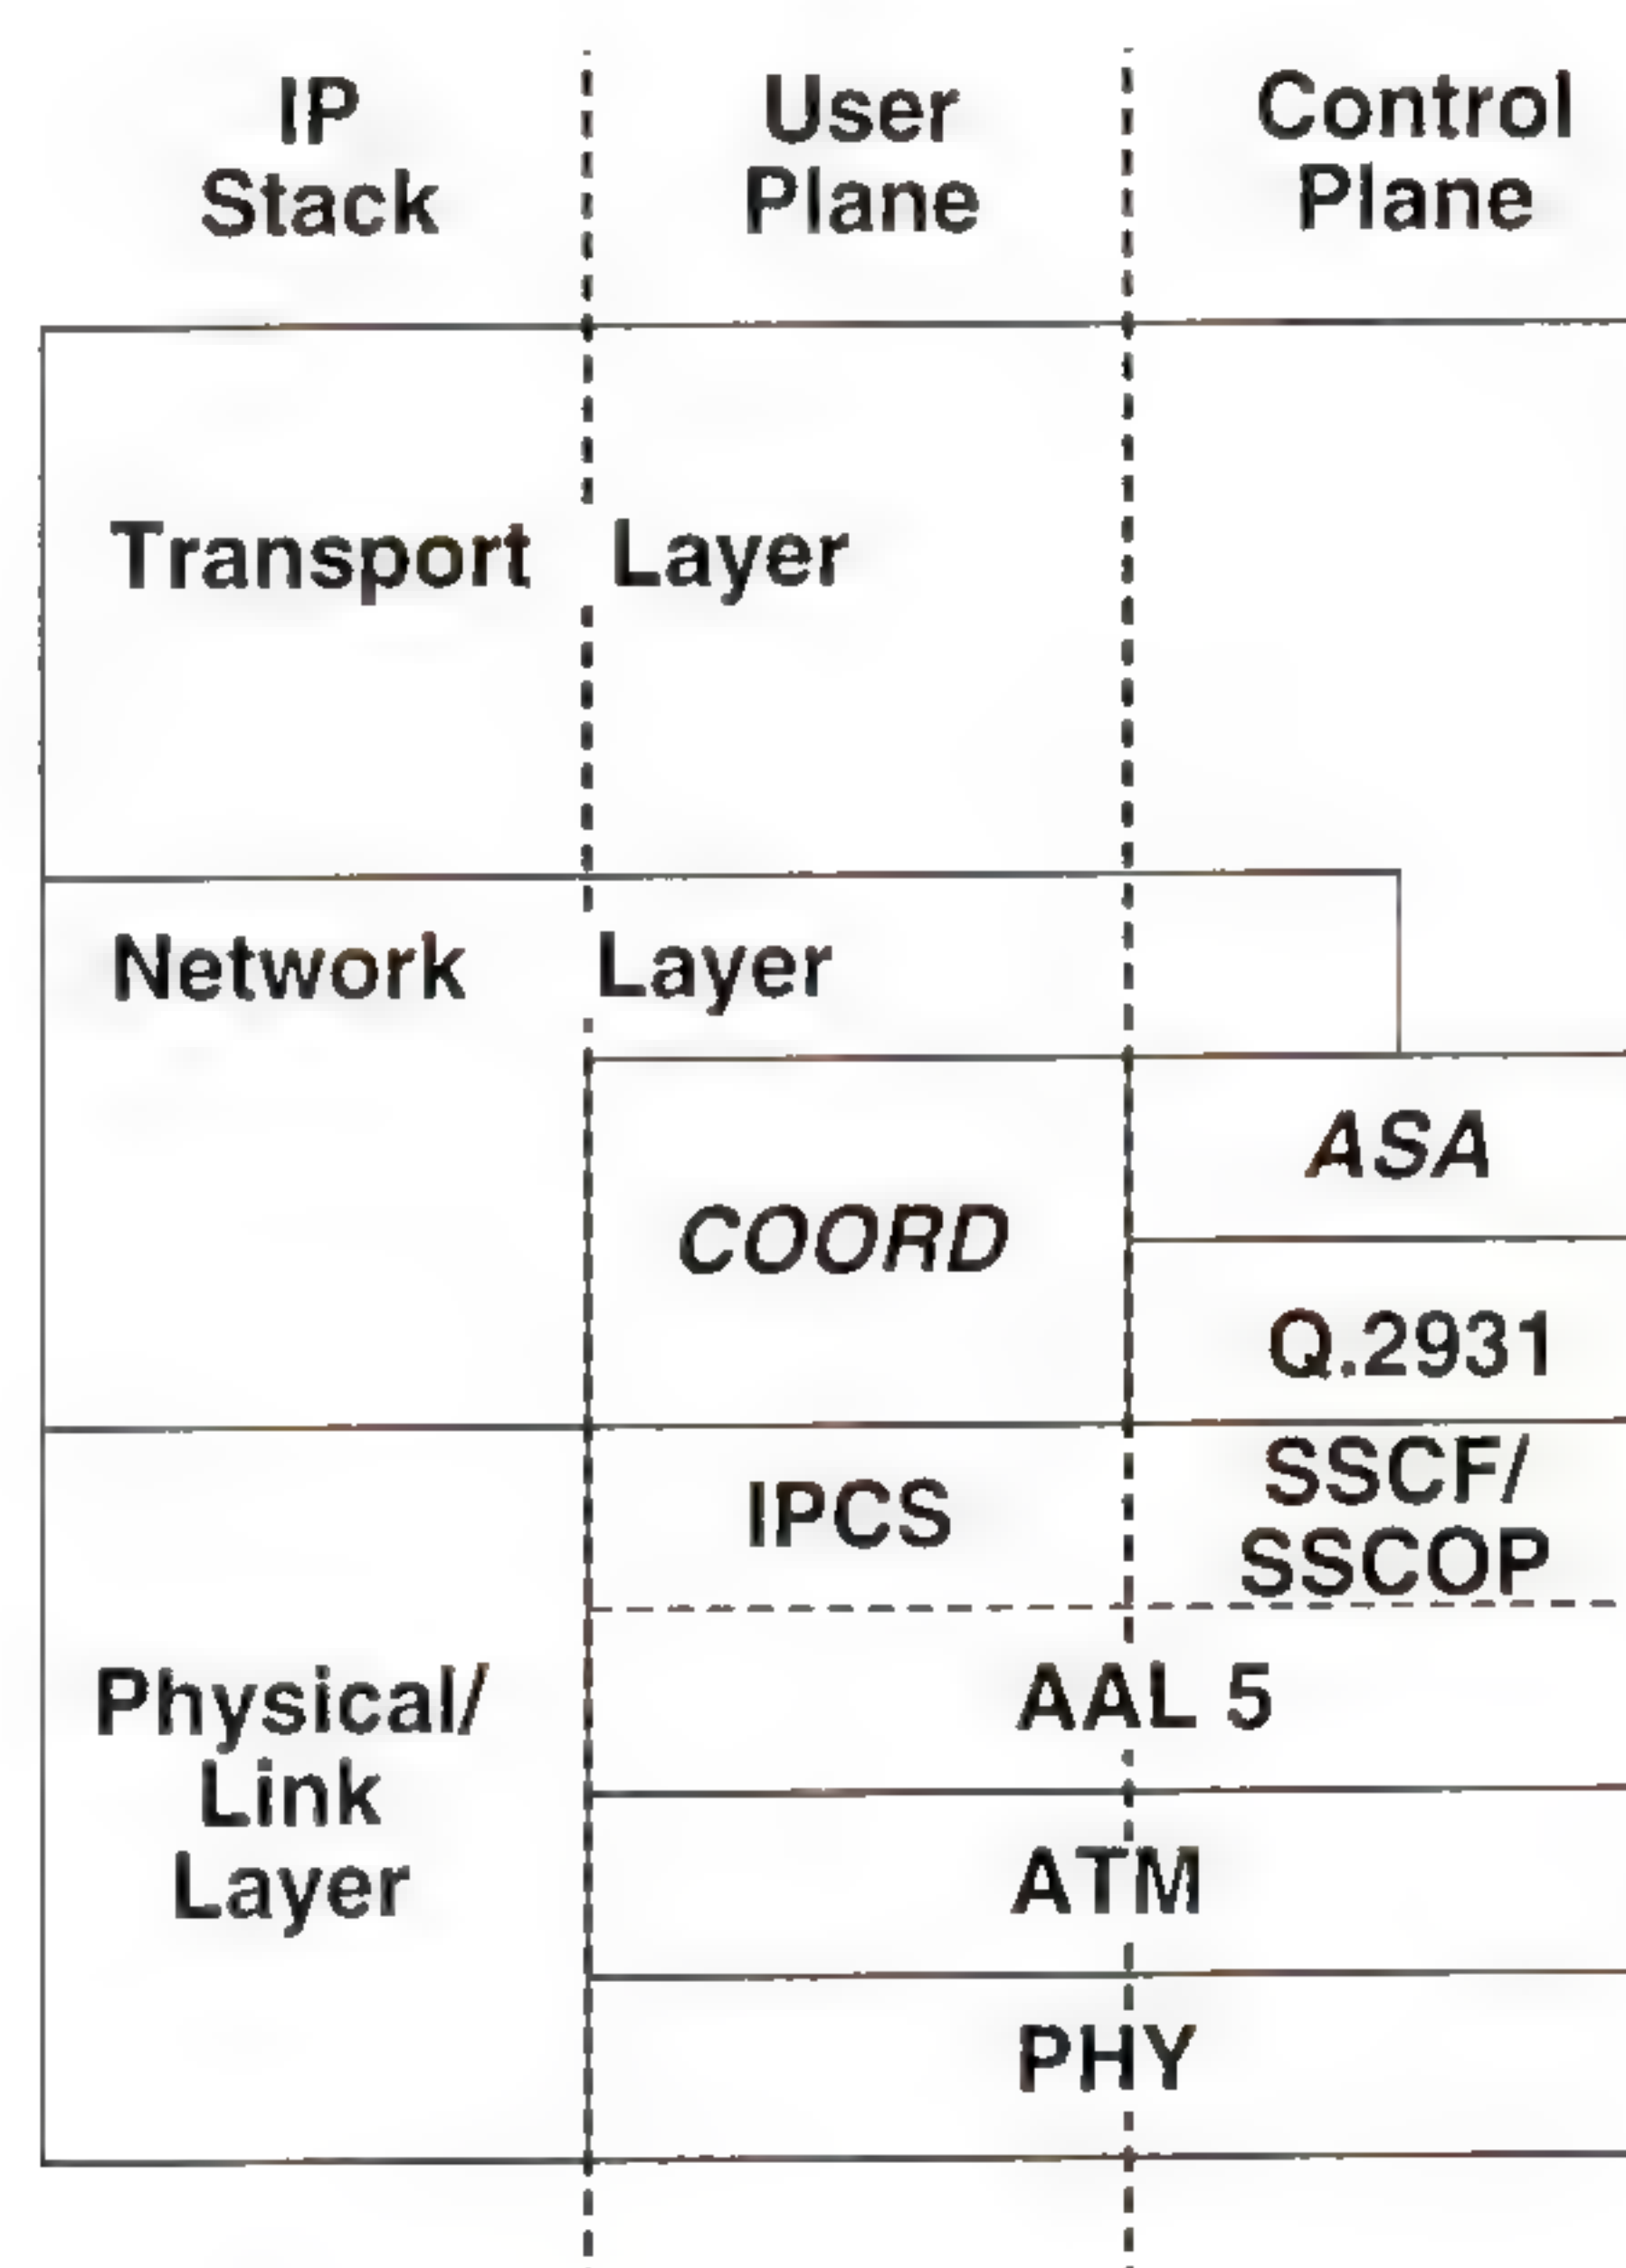 IP
Stack
User
Plane
Control
Plane
Transport Layer
Network Layer
COORD
ASA
Q.2931
IPCS
SSCF/
SSCOP
Physical/
Link
Layer
AAL 5
ATM
PHY